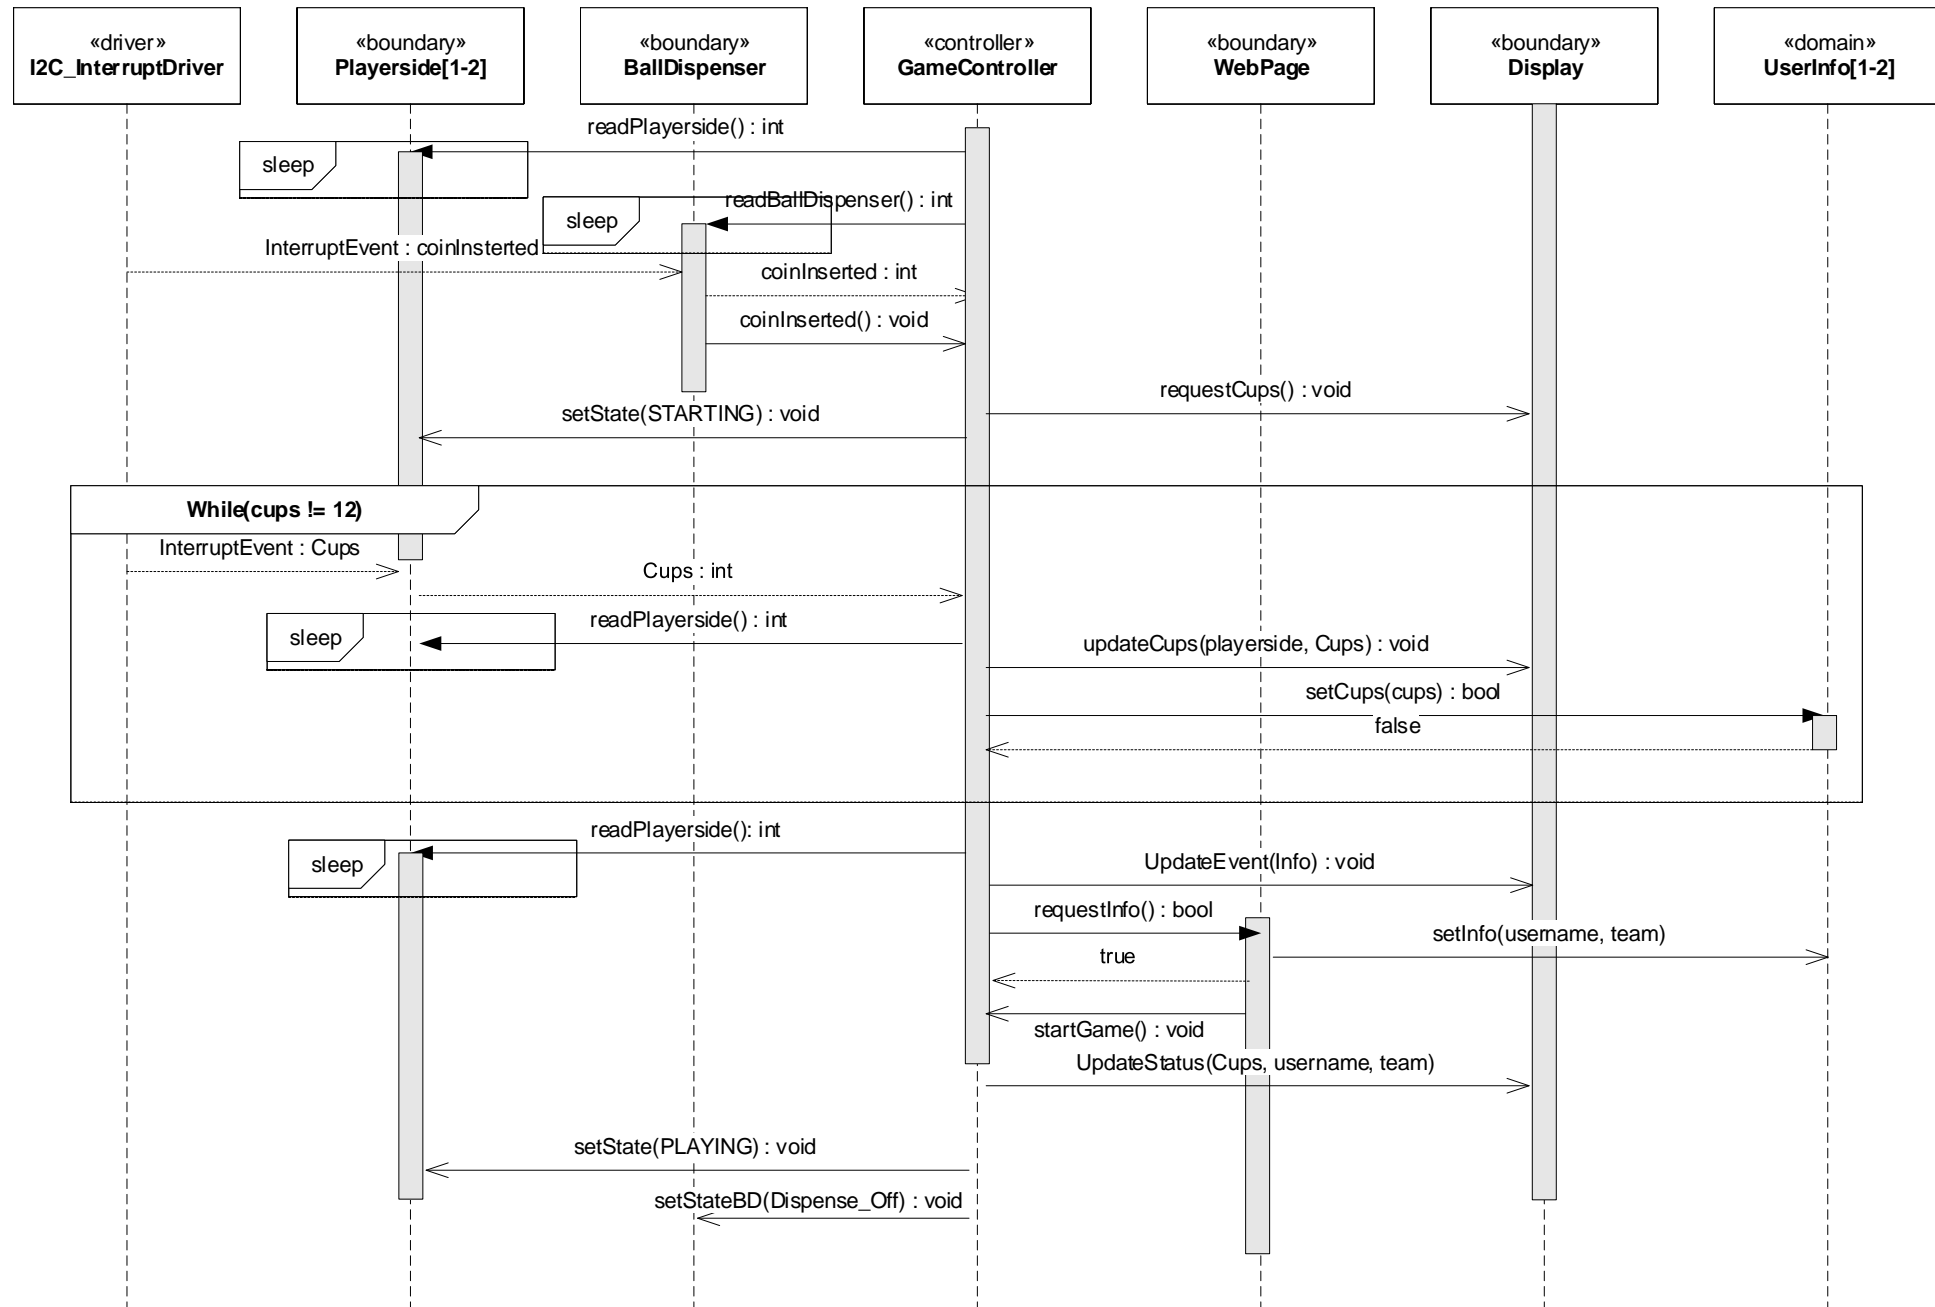 «driver»
I2C_InterruptDriver
«boundary»
Playerside[1-2]
«boundary»
BallDispenser
«controller»
GameController
«boundary»
WebPage
«boundary»
Display
«domain»
UserInfo[1-2]
readPlayerside() : int
sleep
readBallDispenser() : int
sleep
InterruptEvent : coinInsterted
coinInserted : int
coinInserted() : void
requestCups() : void
setState(STARTING) : void
While(cups != 12)
InterruptEvent : Cups
Cups : int
readPlayerside() : int
sleep
updateCups(playerside, Cups) : void
setCups(cups) : bool
false
readPlayerside(): int
sleep
UpdateEvent(Info) : void
requestInfo() : bool
setInfo(username, team)
true
startGame() : void
UpdateStatus(Cups, username, team)
setState(PLAYING) : void
setStateBD(Dispense_Off) : void